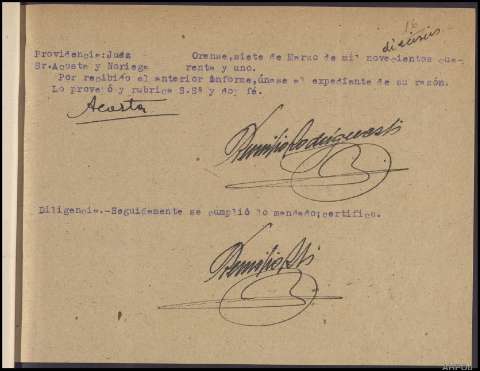 16
dieciseis
Providencia:Juez Orense,siete de Marzo de mil novecientos cua-
Sr.Acosta y Noriega renta y uno.
Por recibido el anterior informe,únase al expediente de su razón.
Lo proveyó y rubrica S.Sª y doy fé.
Acosta
Diligencia.-Seguidamente se cumplió lo mandado;certifico.